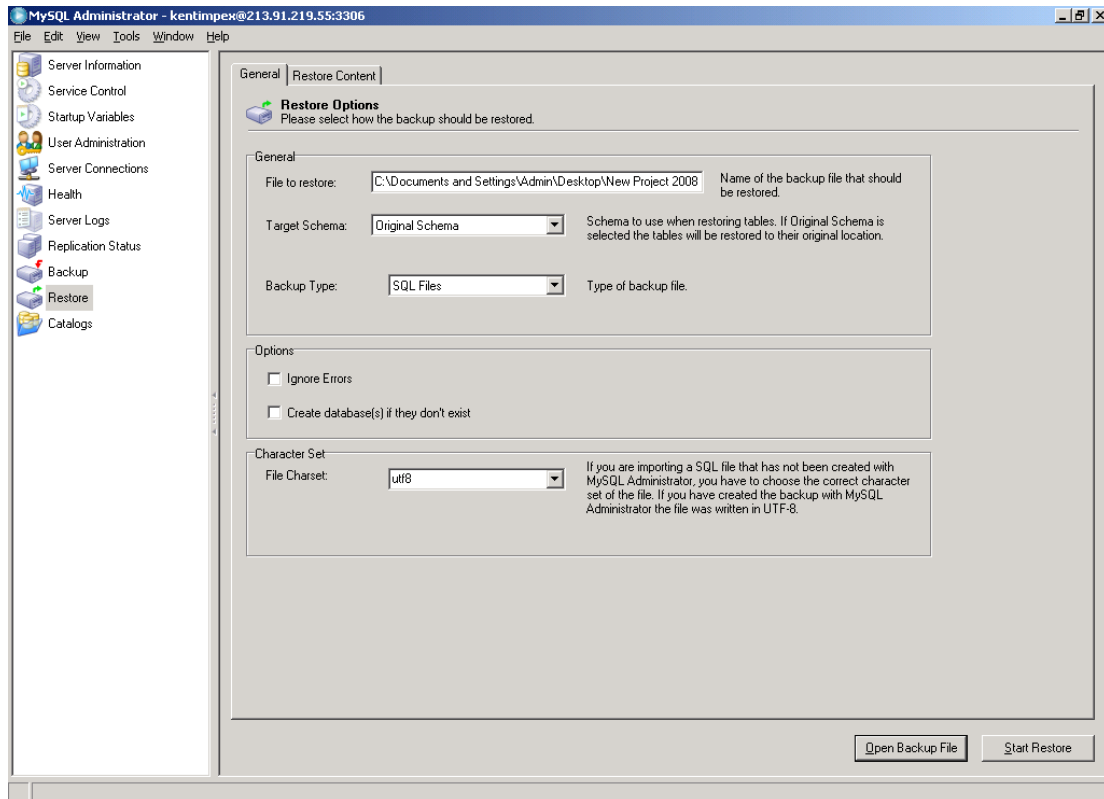 MySQL Administrator - kentimpex@213.91.219.55:3306
File Edit View Tools Window Help
Server Information
Service Control
Startup Variables
User Administration
Server Connections
Health
Server Logs
Replication Status
Backup
Restore
Catalogs
General Restore Content
Restore Options
Please select how the backup should be restored.
General
File to restore: C:\Documents and Settings\Admin\Desktop\New Project 2008 Name of the backup file that should
be restored.
Target Schema: Original Schema Schema to use when restoring tables. If Original Schema is
selected the tables will be restored to their original location.
Backup Type: SQL Files Type of backup file.
Options
Ignore Errors
Create database(s) if they don't exist
Character Set
File Charset: utf8 If you are importing a SQL file that has not been created with
MySQL Administrator, you have to choose the correct character
set of the file. If you have created the backup with MySQL
Administrator the file was written in UTF-8.
Open Backup File Start Restore